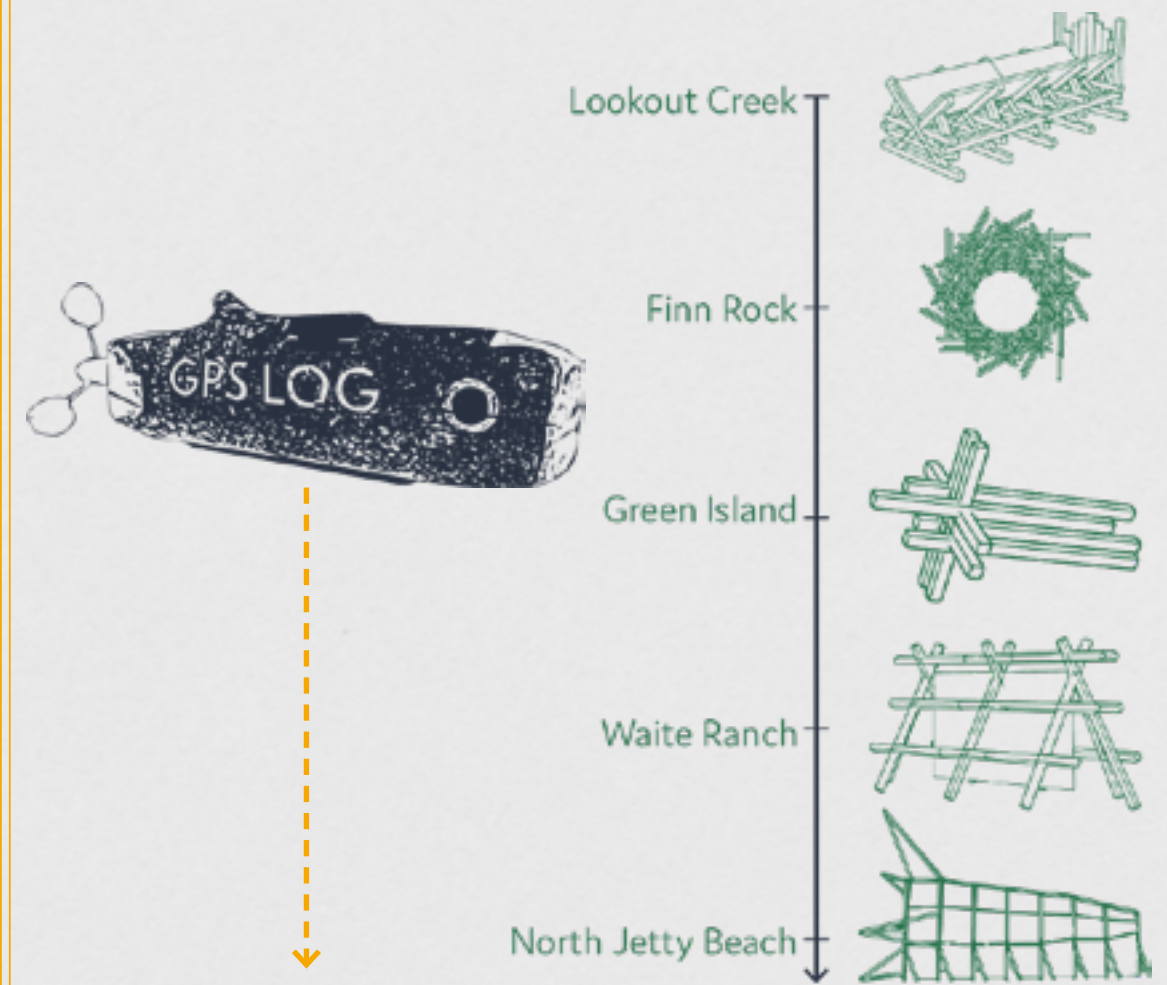 Lookout Creek
Finn Rock
GPS LOG
Green Island
Waite Ranch
North Jetty Beach